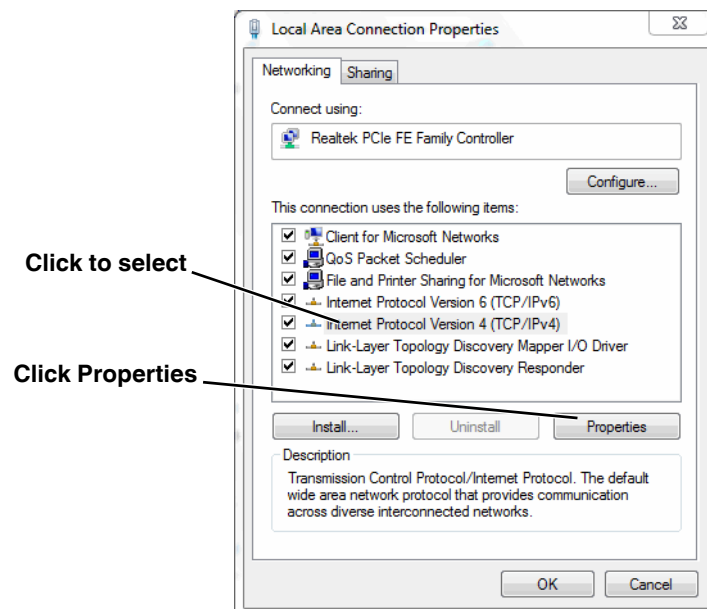 Local Area Connection Properties
Networking
Sharing
Connect using:
Realtek PCIe FE Family Controller
Configure...
This connection uses the following items:
Client for Microsoft Networks
QoS Packet Scheduler
File and Printer Sharing for Microsoft Networks
Internet Protocol Version 6 (TCP/IPv6)
Internet Protocol Version 4 (TCP/IPv4)
Link-Layer Topology Discovery Mapper I/O Driver
Link-Layer Topology Discovery Responder
Click to select
Click Properties
Install...
Uninstall
Properties
Description
Transmission Control Protocol/Internet Protocol. The default
wide area network protocol that provides communication
across diverse interconnected networks.
OK
Cancel